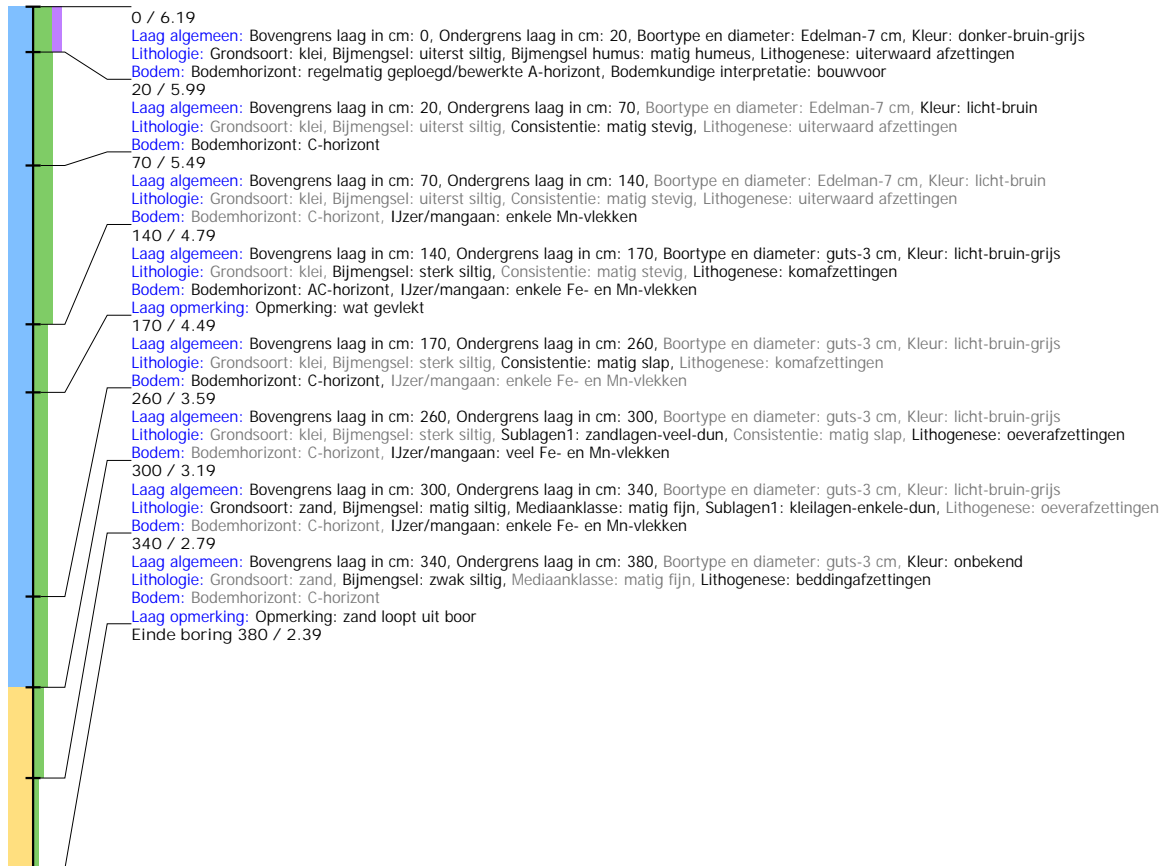 0 / 6.19
Laag algemeen: Bovengrens laag in cm: 0, Ondergrens laag in cm: 20, Boortype en diameter: Edelman-7 cm, Kleur: donker-bruin-grijs
Lithologie: Grondsoort: klei, Bijmengsel: uiterst siltig, Bijmengsel humus: matig humeus, Lithogenese: uiterwaard afzettingen
Bodem: Bodemhorizont: regelmatig geploegd/bewerkte A-horizont, Bodemkundige interpretatie: bouwvoor
20 / 5.99
Laag algemeen: Bovengrens laag in cm: 20, Ondergrens laag in cm: 70, Boortype en diameter: Edelman-7 cm, Kleur: licht-bruin
Lithologie: Grondsoort: klei, Bijmengsel: uiterst siltig, Consistentie: matig stevig, Lithogenese: uiterwaard afzettingen
Bodem: Bodemhorizont: C-horizont
70 / 5.49
Laag algemeen: Bovengrens laag in cm: 70, Ondergrens laag in cm: 140, Boortype en diameter: Edelman-7 cm, Kleur: licht-bruin
Lithologie: Grondsoort: klei, Bijmengsel: uiterst siltig, Consistentie: matig stevig, Lithogenese: uiterwaard afzettingen
Bodem: Bodemhorizont: C-horizont, IJzer/mangaan: enkele Mn-vlekken
140 / 4.79
Laag algemeen: Bovengrens laag in cm: 140, Ondergrens laag in cm: 170, Boortype en diameter: guts-3 cm, Kleur: licht-bruin-grijs
Lithologie: Grondsoort: klei, Bijmengsel: sterk siltig, Consistentie: matig stevig, Lithogenese: komafzettingen
Bodem: Bodemhorizont: AC-horizont, IJzer/mangaan: enkele Fe- en Mn-vlekken
Laag opmerking: Opmerking: wat gevlekt
170 / 4.49
Laag algemeen: Bovengrens laag in cm: 170, Ondergrens laag in cm: 260, Boortype en diameter: guts-3 cm, Kleur: licht-bruin-grijs
Lithologie: Grondsoort: klei, Bijmengsel: sterk siltig, Consistentie: matig slap, Lithogenese: komafzettingen
Bodem: Bodemhorizont: C-horizont, IJzer/mangaan: enkele Fe- en Mn-vlekken
260 / 3.59
Laag algemeen: Bovengrens laag in cm: 260, Ondergrens laag in cm: 300, Boortype en diameter: guts-3 cm, Kleur: licht-bruin-grijs
Lithologie: Grondsoort: klei, Bijmengsel: sterk siltig, Sublagen1: zandlagen-veel-dun, Consistentie: matig slap, Lithogenese: oeverafzettingen
Bodem: Bodemhorizont: C-horizont, IJzer/mangaan: veel Fe- en Mn-vlekken
300 / 3.19
Laag algemeen: Bovengrens laag in cm: 300, Ondergrens laag in cm: 340, Boortype en diameter: guts-3 cm, Kleur: licht-bruin-grijs
Lithologie: Grondsoort: zand, Bijmengsel: matig siltig, Mediaanklasse: matig fijn, Sublagen1: kleilagen-enkele-dun, Lithogenese: oeverafzettingen
Bodem: Bodemhorizont: C-horizont, IJzer/mangaan: enkele Fe- en Mn-vlekken
340 / 2.79
Laag algemeen: Bovengrens laag in cm: 340, Ondergrens laag in cm: 380, Boortype en diameter: guts-3 cm, Kleur: onbekend
Lithologie: Grondsoort: zand, Bijmengsel: zwak siltig, Mediaanklasse: matig fijn, Lithogenese: beddingafzettingen
Bodem: Bodemhorizont: C-horizont
Laag opmerking: Opmerking: zand loopt uit boor
Einde boring 380 / 2.39